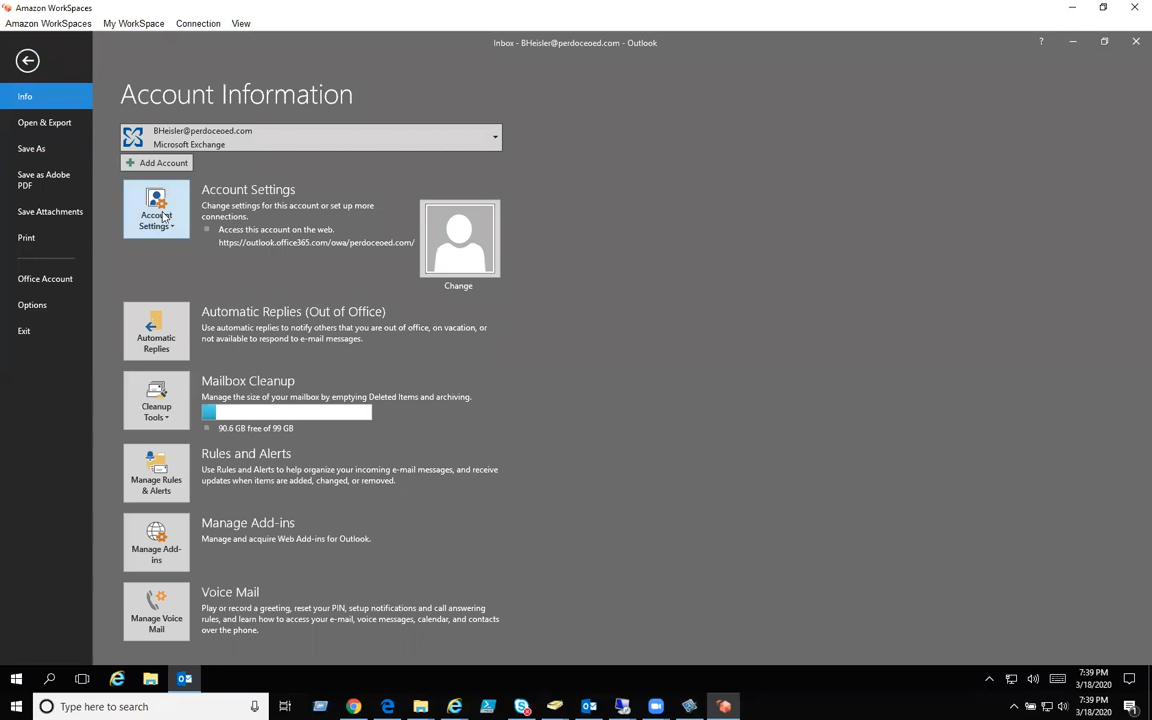 Amazon WorkSpaces
Amazon WorkSpaces My WorkSpace Connection View
Inbox - BHeisler@perdoceoed.com - Outlook
?
Info
Open & Export
Save As
Save as Adobe
PDF
Save Attachments
Print
Office Account
Options
Exit
Account Information
BHeisler@perdoceoed.com
Microsoft Exchange
Add Account
Account
Settings
Account Settings
Change settings for this account or set up more
connections.
Access this account on the web.
https://outlook.office365.com/owa/perdoceoed.com/
Change
Automatic
Replies
Automatic Replies (Out of Office)
Use automatic replies to notify others that you are out of office, on vacation, or
not available to respond to e-mail messages.
Cleanup
Tools
Mailbox Cleanup
Manage the size of your mailbox by emptying Deleted Items and archiving.
90.6 GB free of 99 GB
Manage Rules
& Alerts
Rules and Alerts
Use Rules and Alerts to help organize your incoming e-mail messages, and receive
updates when items are added, changed, or removed.
Manage Add-
ins
Manage Add-ins
Manage and acquire Web Add-ins for Outlook.
Manage Voice
Mail
Voice Mail
Play or record a greeting, reset your PIN, setup notifications and call answering
rules, and learn how to access your e-mail, voice messages, calendar, and contacts
over the phone.
7:39 PM
3/18/2020
Type here to search
7:39 PM
3/18/2020